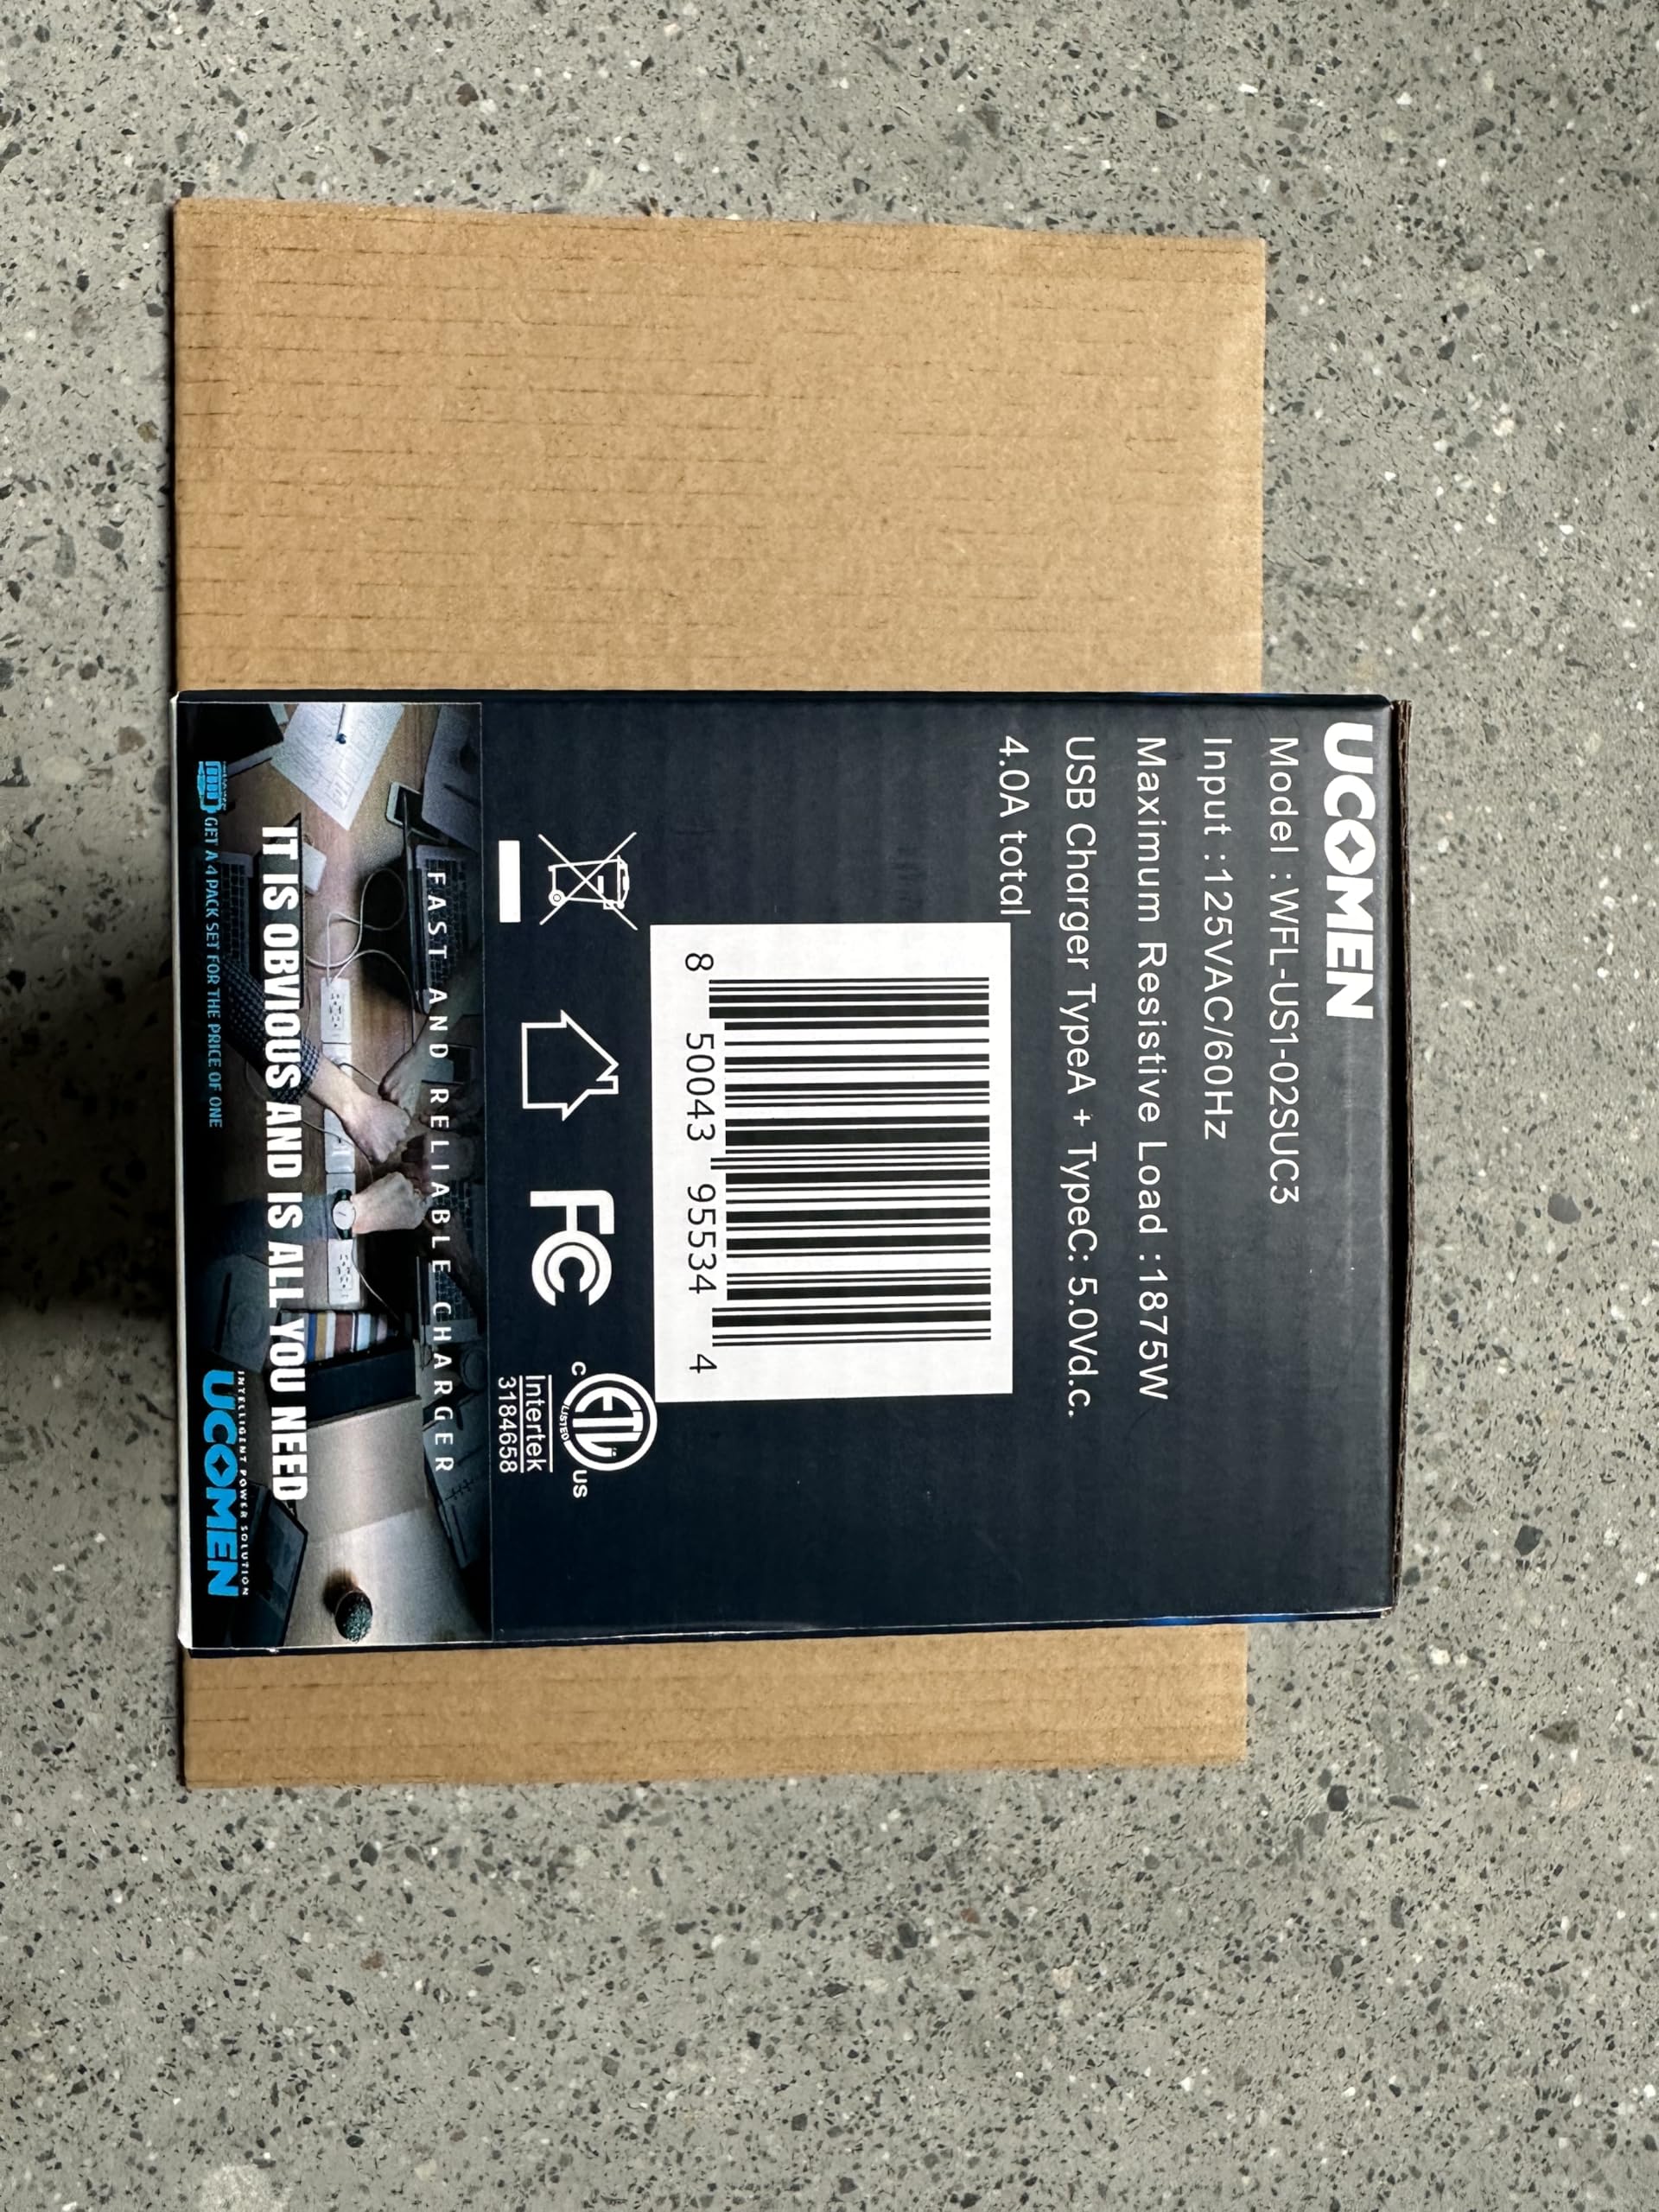 UCOMEN
Model :WFL-US1-02SUC3
Input :125VAC/60Hz
Maximum Resistive Load :1875W
USB Charger TypeA + TypeC: 5.0Vd.c.
4.0A total
8 50043 95534 4
FC
ETL
LISTED
C US
Intertek
3184658
FAST AND RELIABLE CHARGER
IT IS OBVIOUS AND IS ALL YOU NEED
GET A 4 PACK SET FOR THE PRICE OF ONE
INTELLIGENT POWER SOLUTION
UCOMEN